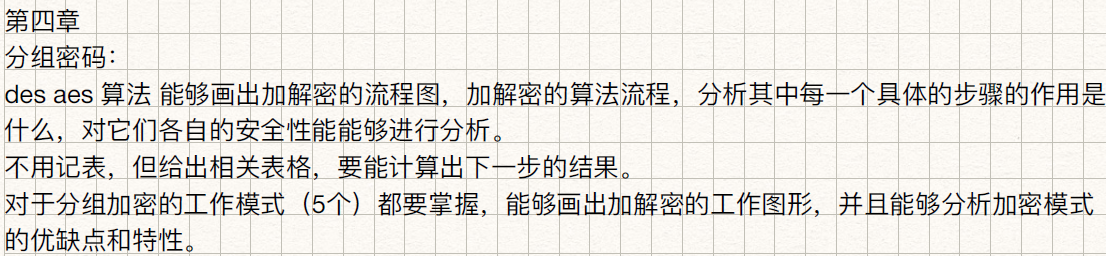 第四章
分组密码：
des aes 算法 能够画出加解密的流程图，加解密的算法流程，分析其中每一个具体的步骤的作用是
什么，对它们各自的安全性能能够进行分析。
不用记表，但给出相关表格，要能计算出下一步的结果。
对于分组加密的工作模式（5个）都要掌握，能够画出加解密的工作图形，并且能够分析加密模式
的优缺点和特性。